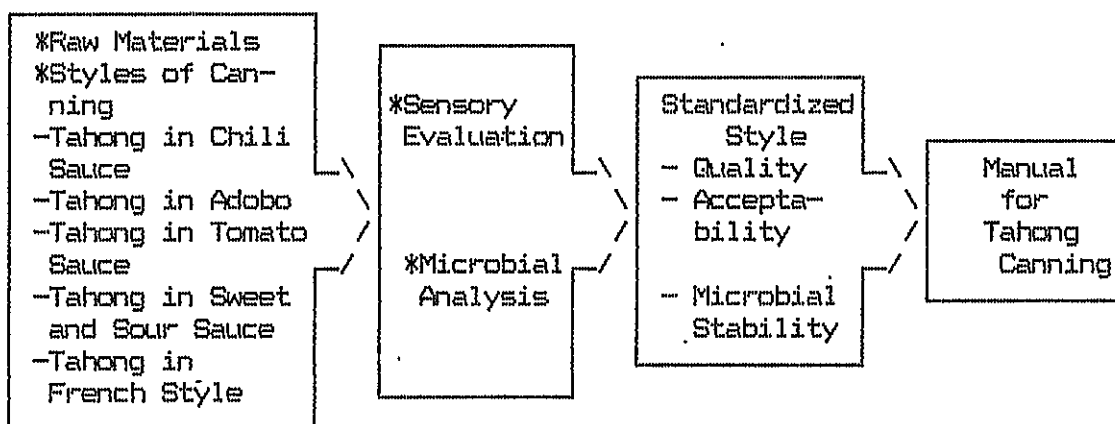 *Raw Materials
*Styles of Can-
ning
-Tahong in Chili
Sauce
-Tahong in Adobo
-Tahong in Tomato
Sauce
-Tahong in Sweet
and Sour Sauce
-Tahong in
French Style
*Sensory
Evaluation
*Microbial
Analysis
Standardized
Style
- Quality
- Accepta-
bility
- Microbial
Stability
Manual
for
Tahong
Canning